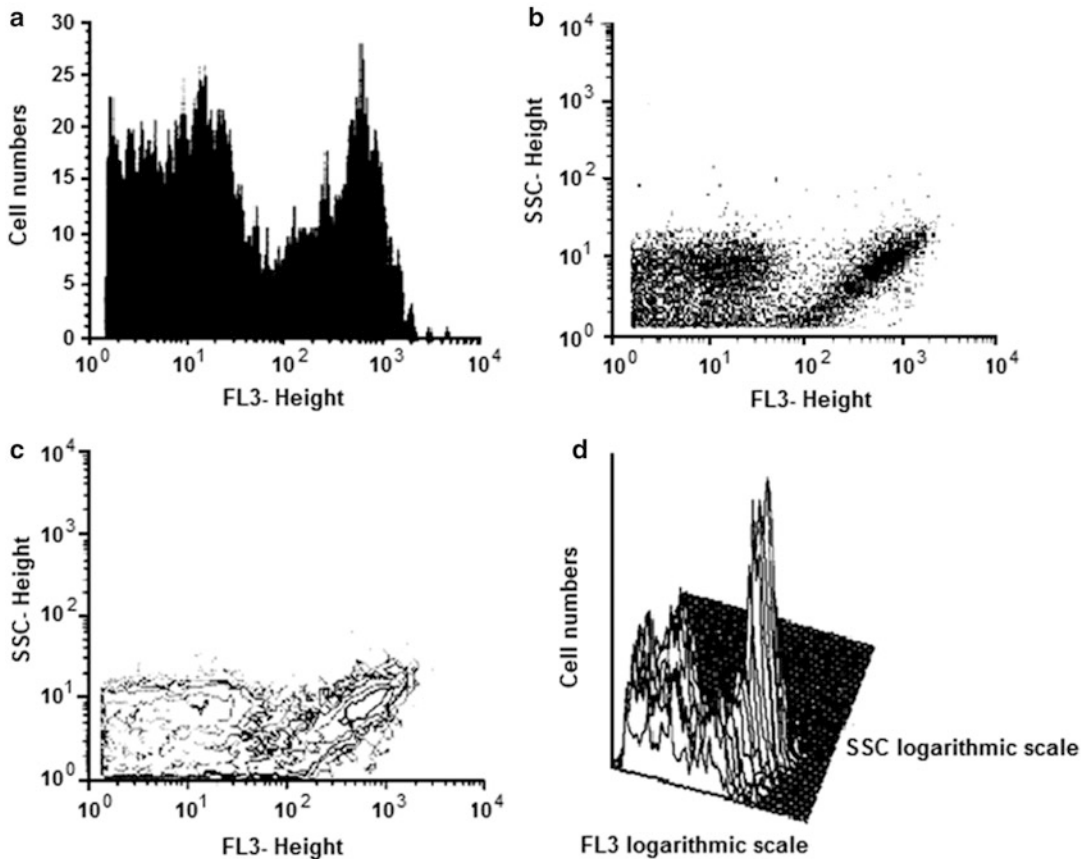 a
30
25
20
15
10
5
0
Cell numbers
10^0 10^1 10^2 10^3 10^4
FL3- Height
b
10^4
10^3
10^2
10^1
10^0
SSC- Height
10^0 10^1 10^2 10^3 10^4
FL3- Height
c
10^4
10^3
10^2
10^1
10^0
SSC- Height
10^0 10^1 10^2 10^3 10^4
FL3- Height
d
Cell numbers
SSC logarithmic scale
FL3 logarithmic scale